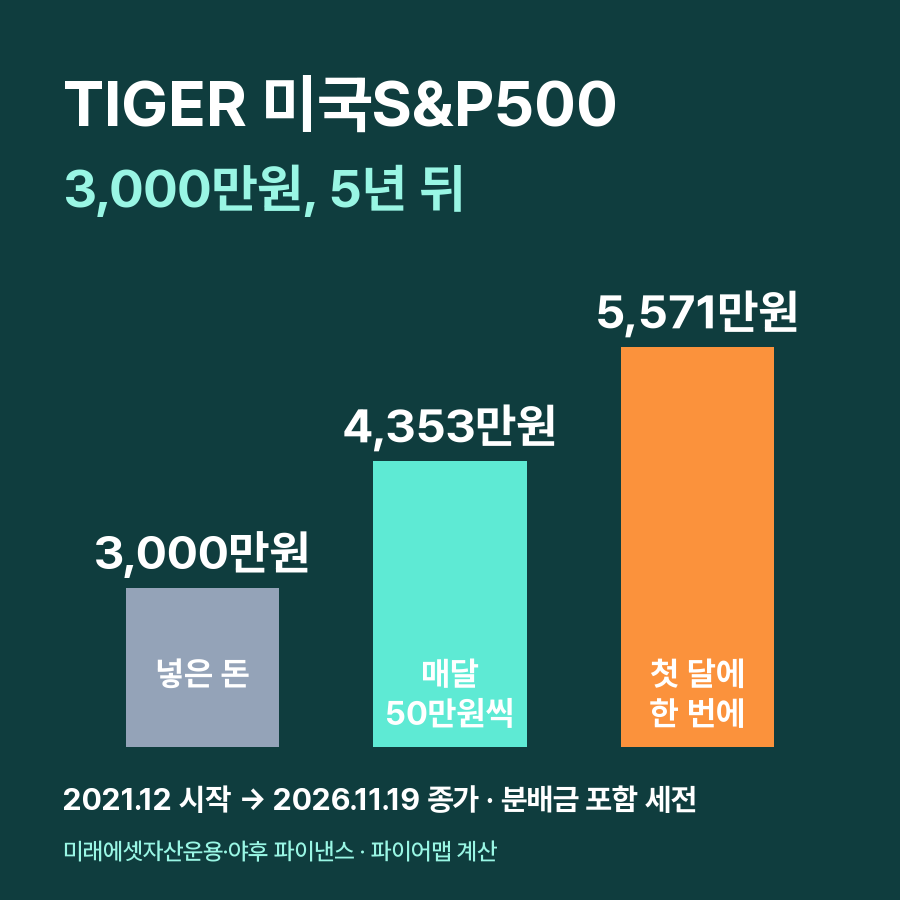 TIGER 미국S&P500
3,000만원, 5년 뒤
5,571만원
4,353만원
3,000만원
넣은 돈
매달
50만원씩
첫 달에
한 번에
2021.12 시작 → 2026.11.19 종가 · 분배금 포함 세전
미래에셋자산운용·야후 파이낸스 · 파이어맵 계산